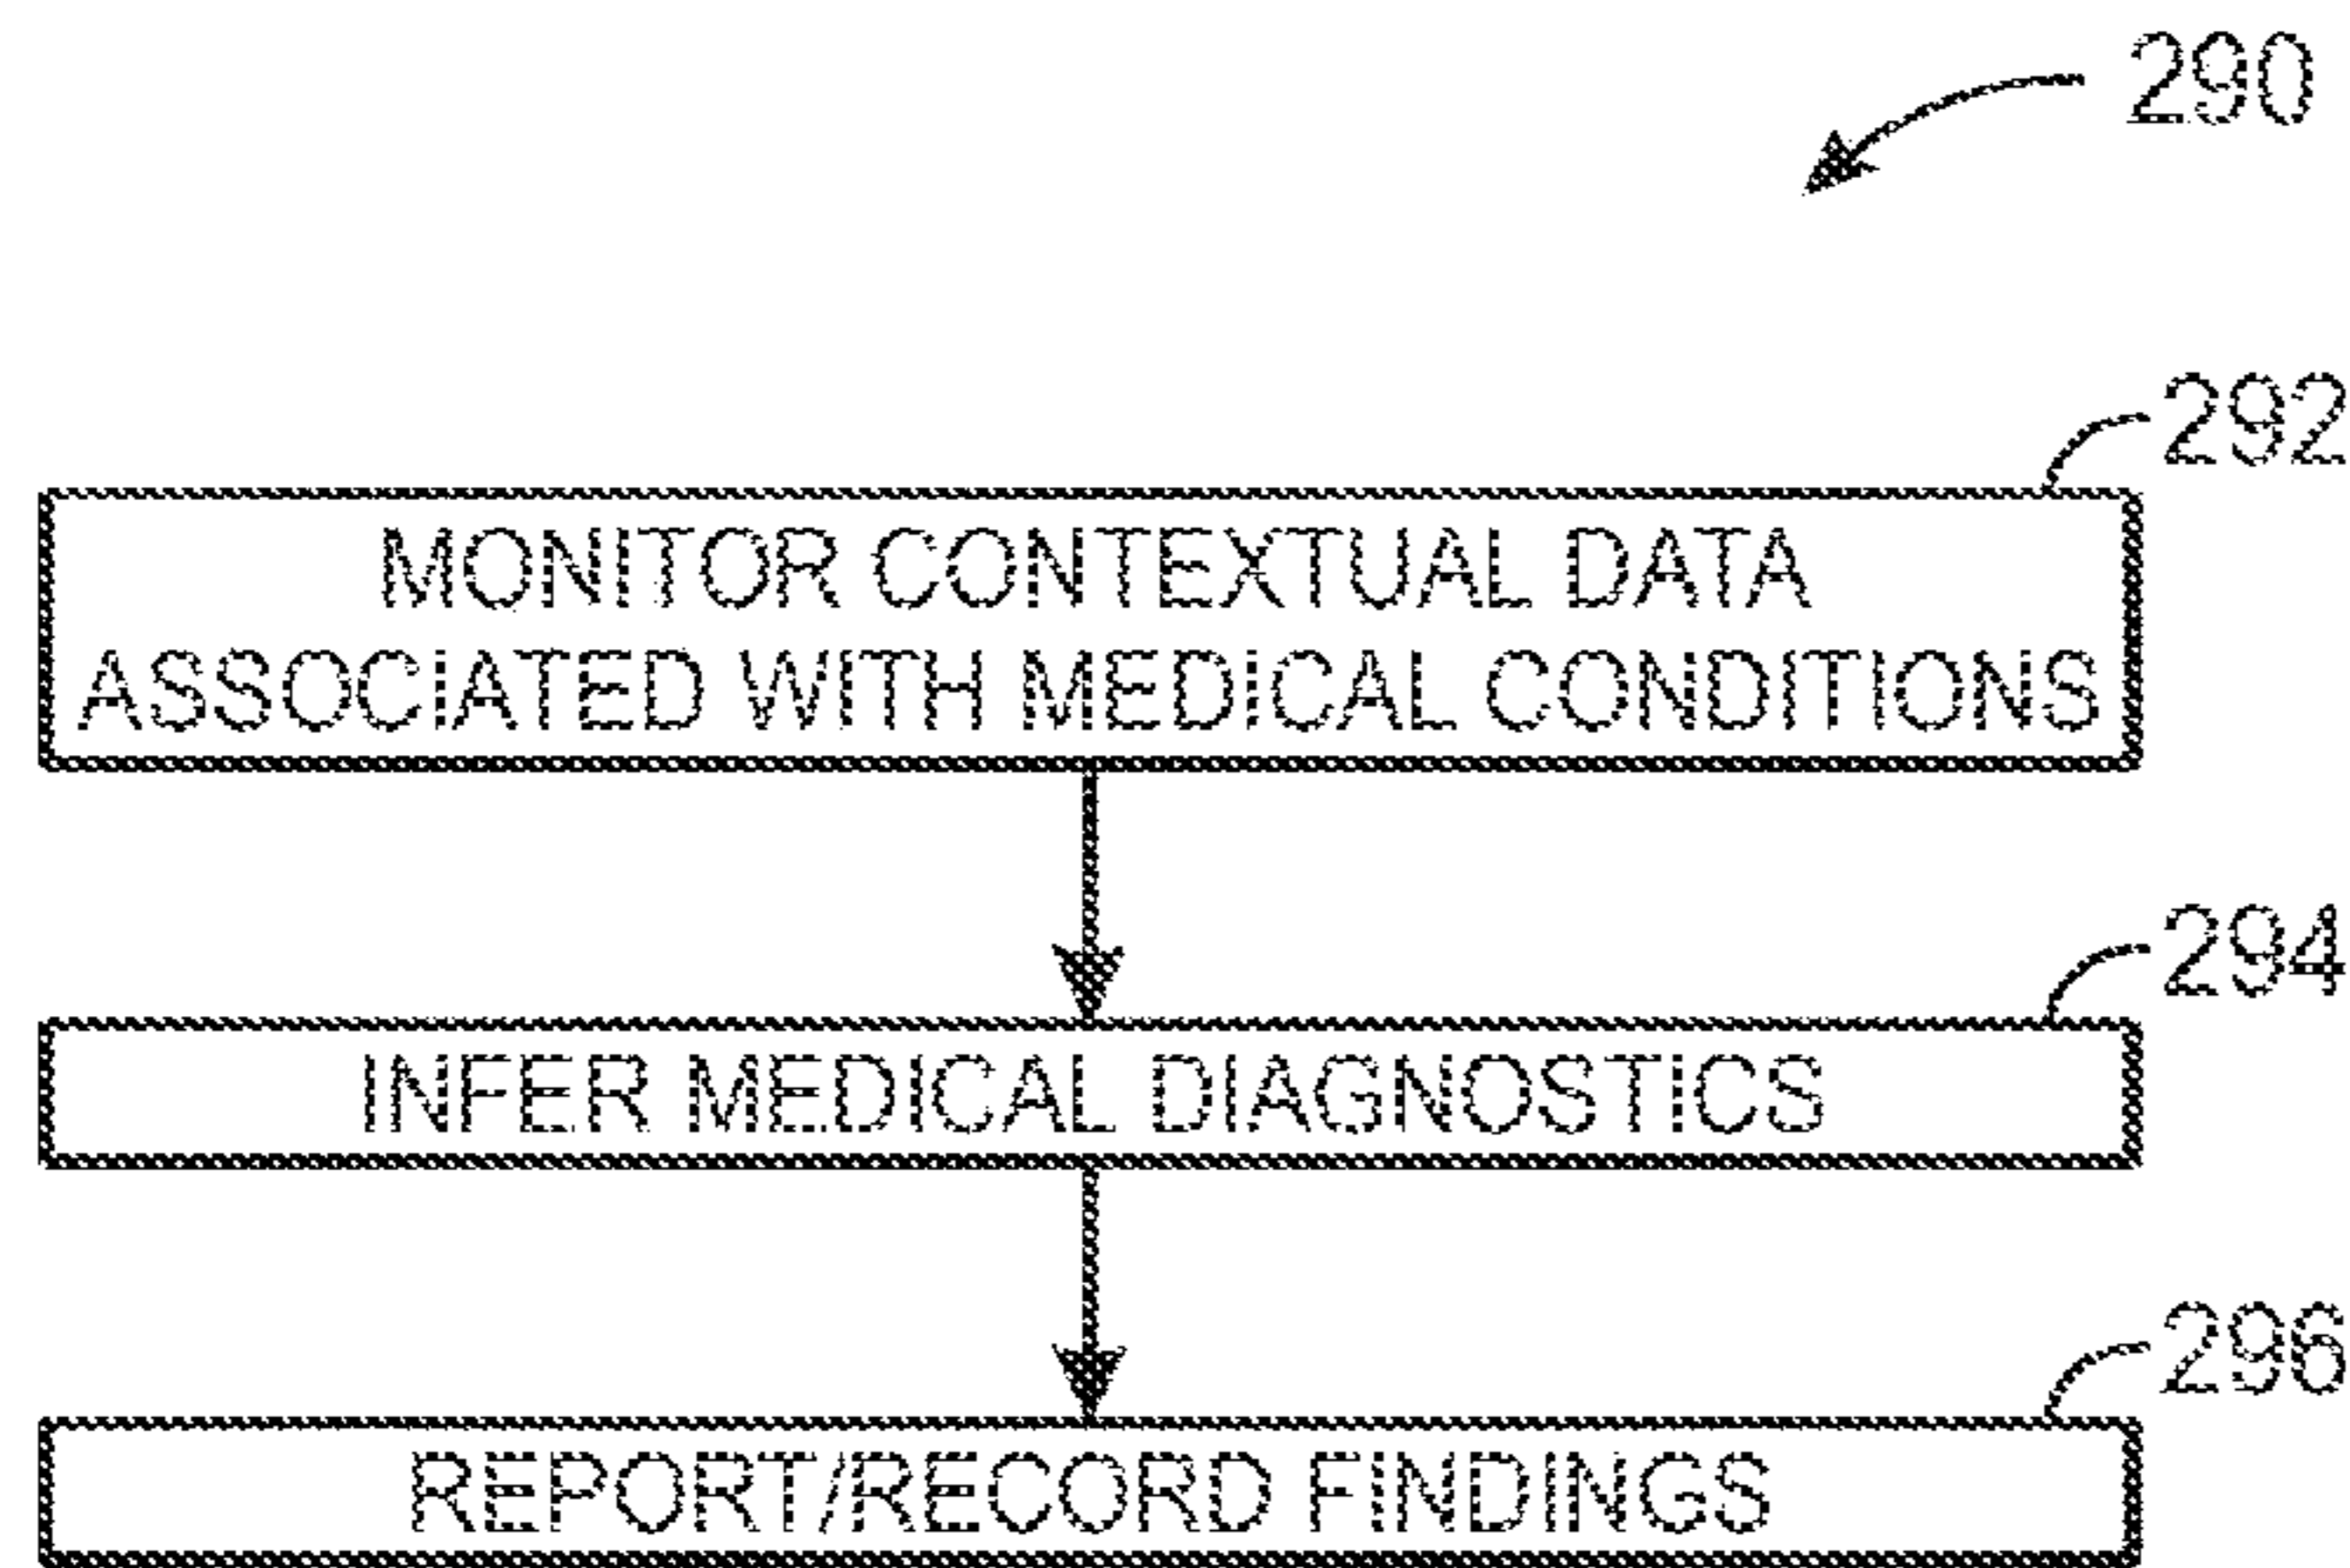 290
292
MONITOR CONTEXTUAL DATA
ASSOCIATED WITH MEDICAL CONDITIONS
294
INFER MEDICAL DIAGNOSTICS
296
REPORT/RECORD FINDINGS